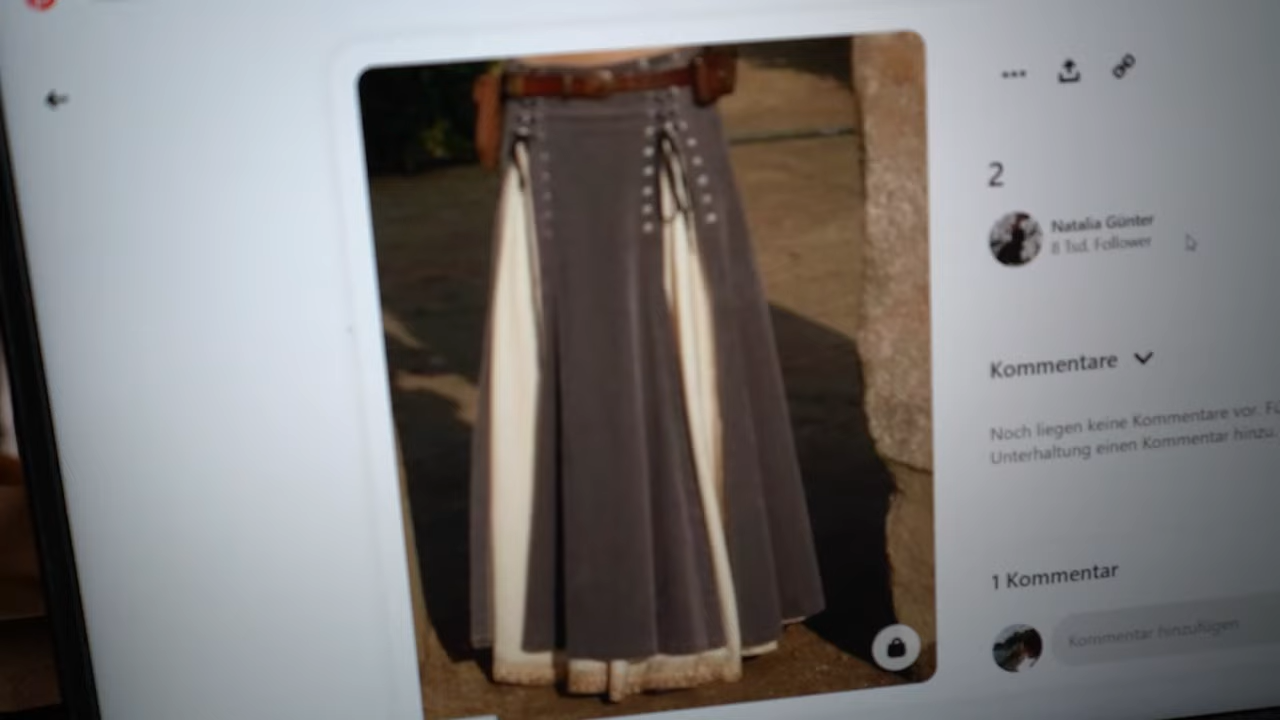 2
Natalia Günter
8 Tsd. Follower
Kommentare
Noch liegen keine Kommentare vor. Fü
Unterhaltung einen Kommentar hinzu.
1 Kommentar
Kommentar hinzufügen